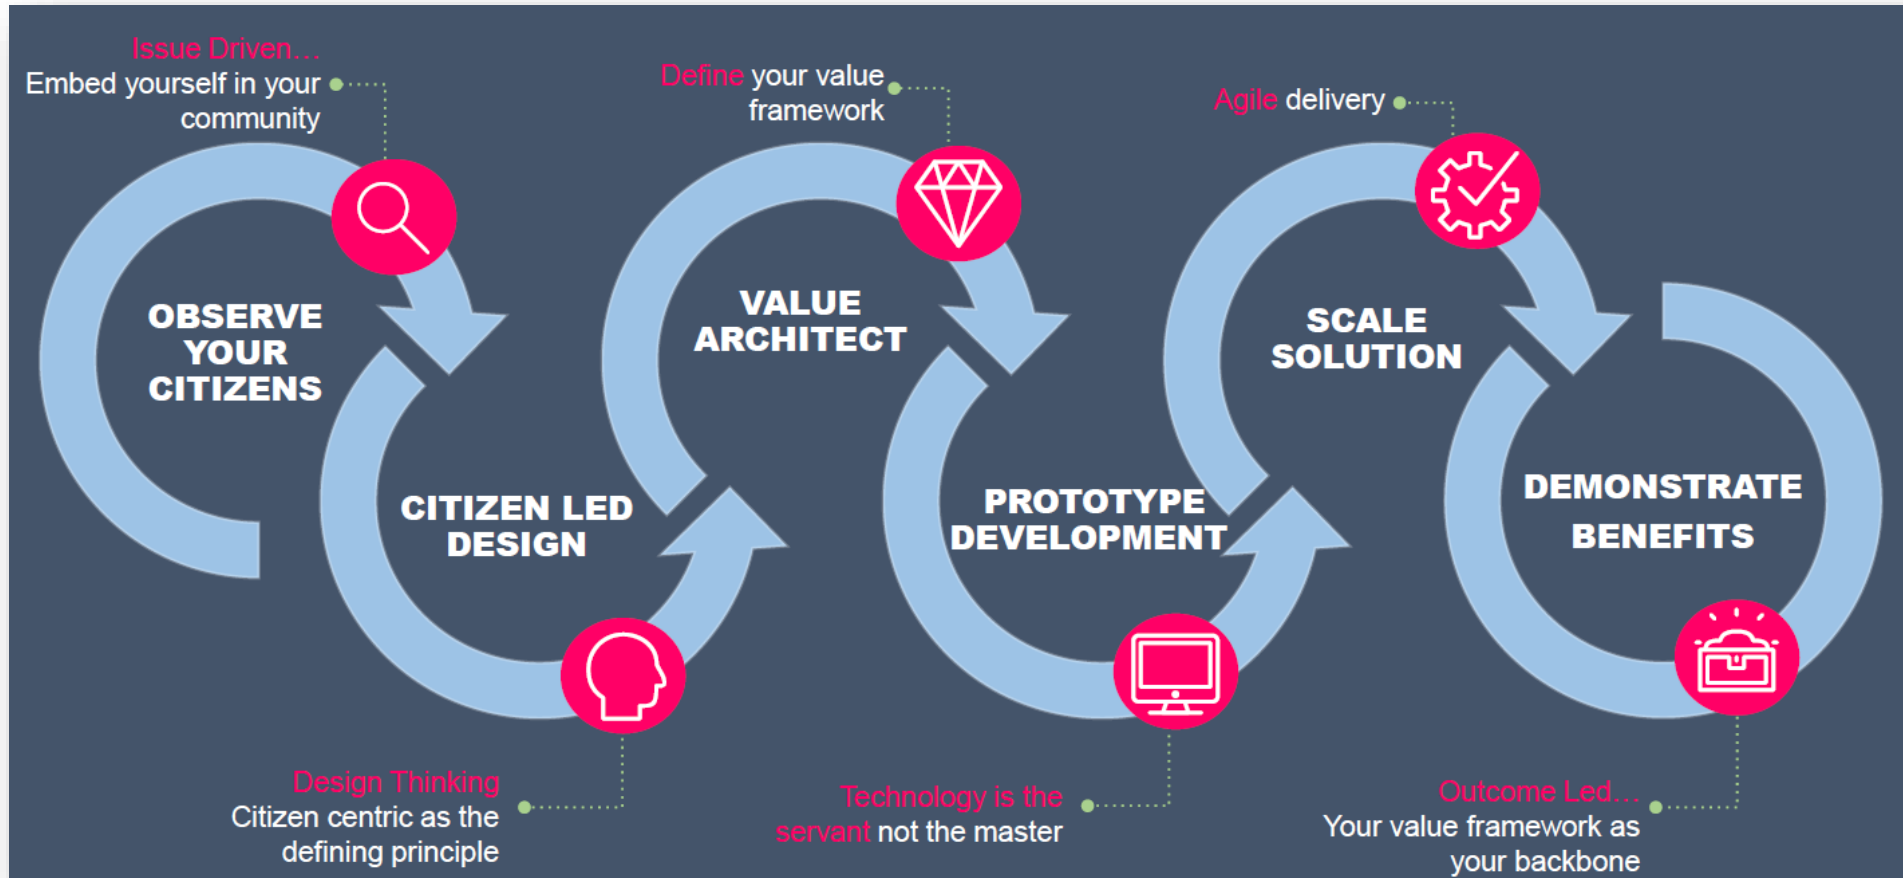 Issue Driven...
Embed yourself in your
community
OBSERVE
YOUR
CITIZENS
CITIZEN LED
DESIGN
Design Thinking
Citizen centric as the
defining principle
Define your value
framework
VALUE
ARCHITECT
PROTOTYPE
DEVELOPMENT
Technology is the
servant not the master
Agile delivery
SCALE
SOLUTION
DEMONSTRATE
BENEFITS
Outcome Led...
Your value framework as
your backbone